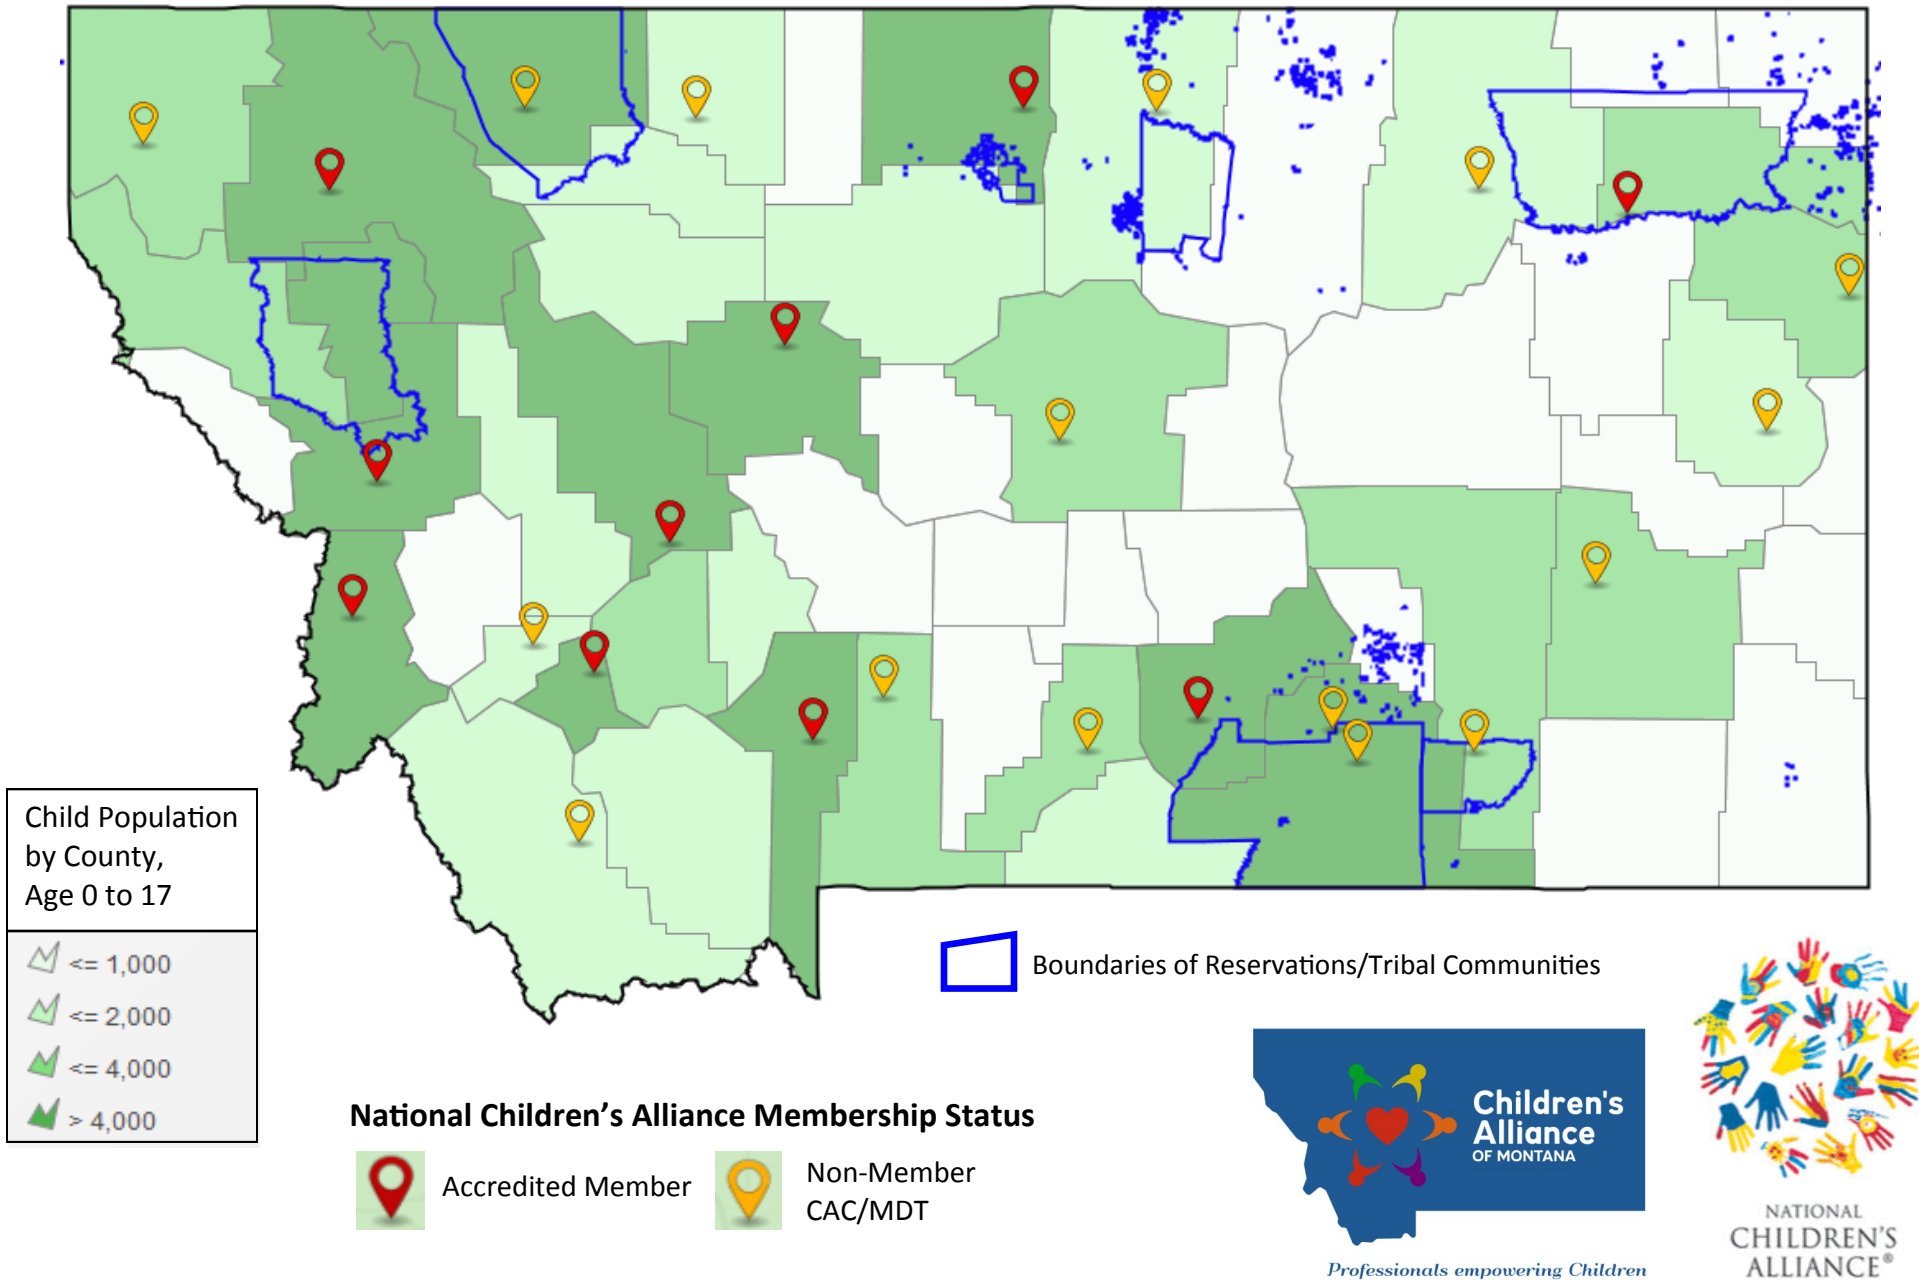 Child Population
by County,
Age 0 to 17
<= 1,000
<= 2,000
<= 4,000
> 4,000
Boundaries of Reservations/Tribal Communities
National Children’s Alliance Membership Status
Accredited Member
Non-Member
CAC/MDT
Children's
Alliance
OF MONTANA
Professionals empowering Children
NATIONAL
CHILDREN'S
ALLIANCE®